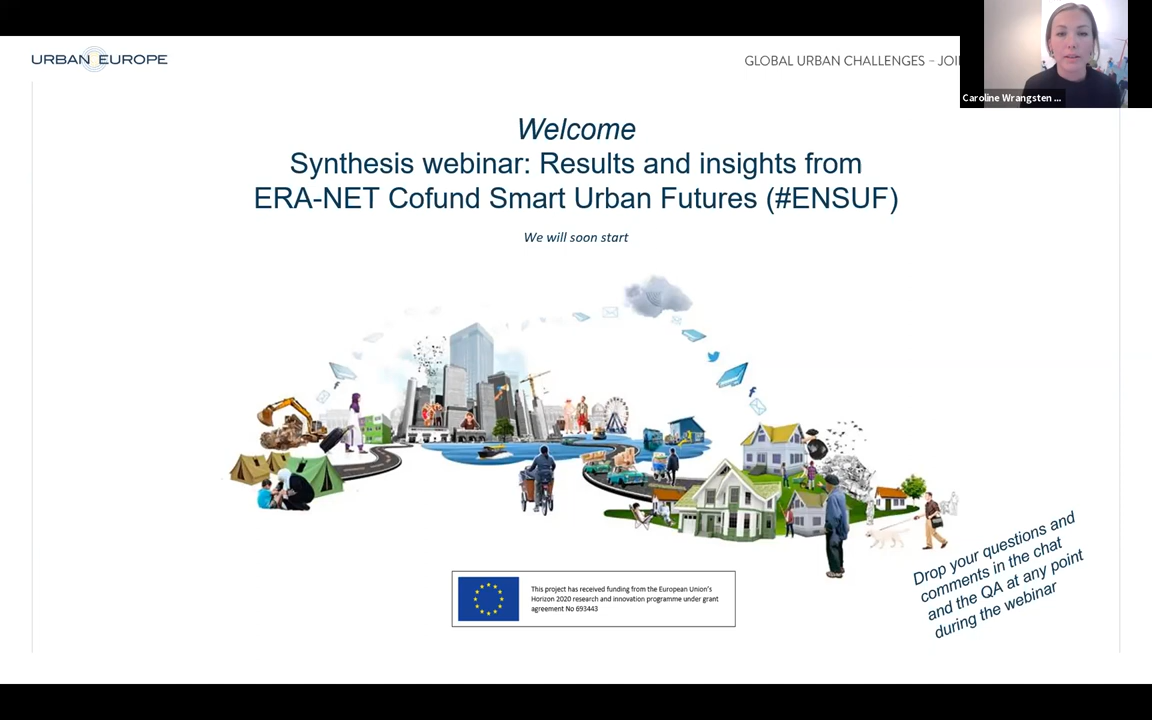 URBAN EUROPE
GLOBAL URBAN CHALLENGES – JOI
Caroline Wrangsten ...
Welcome
Synthesis webinar: Results and insights from
ERA-NET Cofund Smart Urban Futures (#ENSUF)
We will soon start
This project has received funding from the European Union's
Horizon 2020 research and innovation programme under grant
agreement No 693443
Drop your questions and
comments in the chat
and the QA at any point
during the webinar